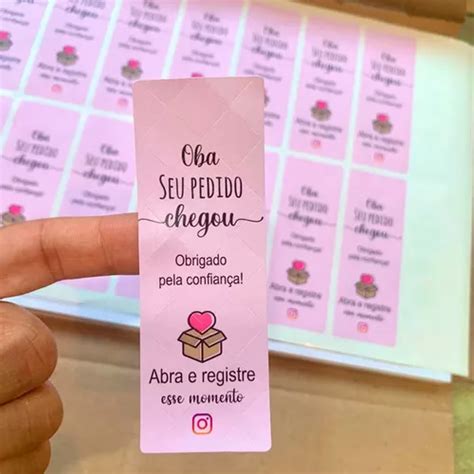 Oba
SEU PEDIDO
chegou
Obrigado
pela confiança!
Abra e registre
esse momento